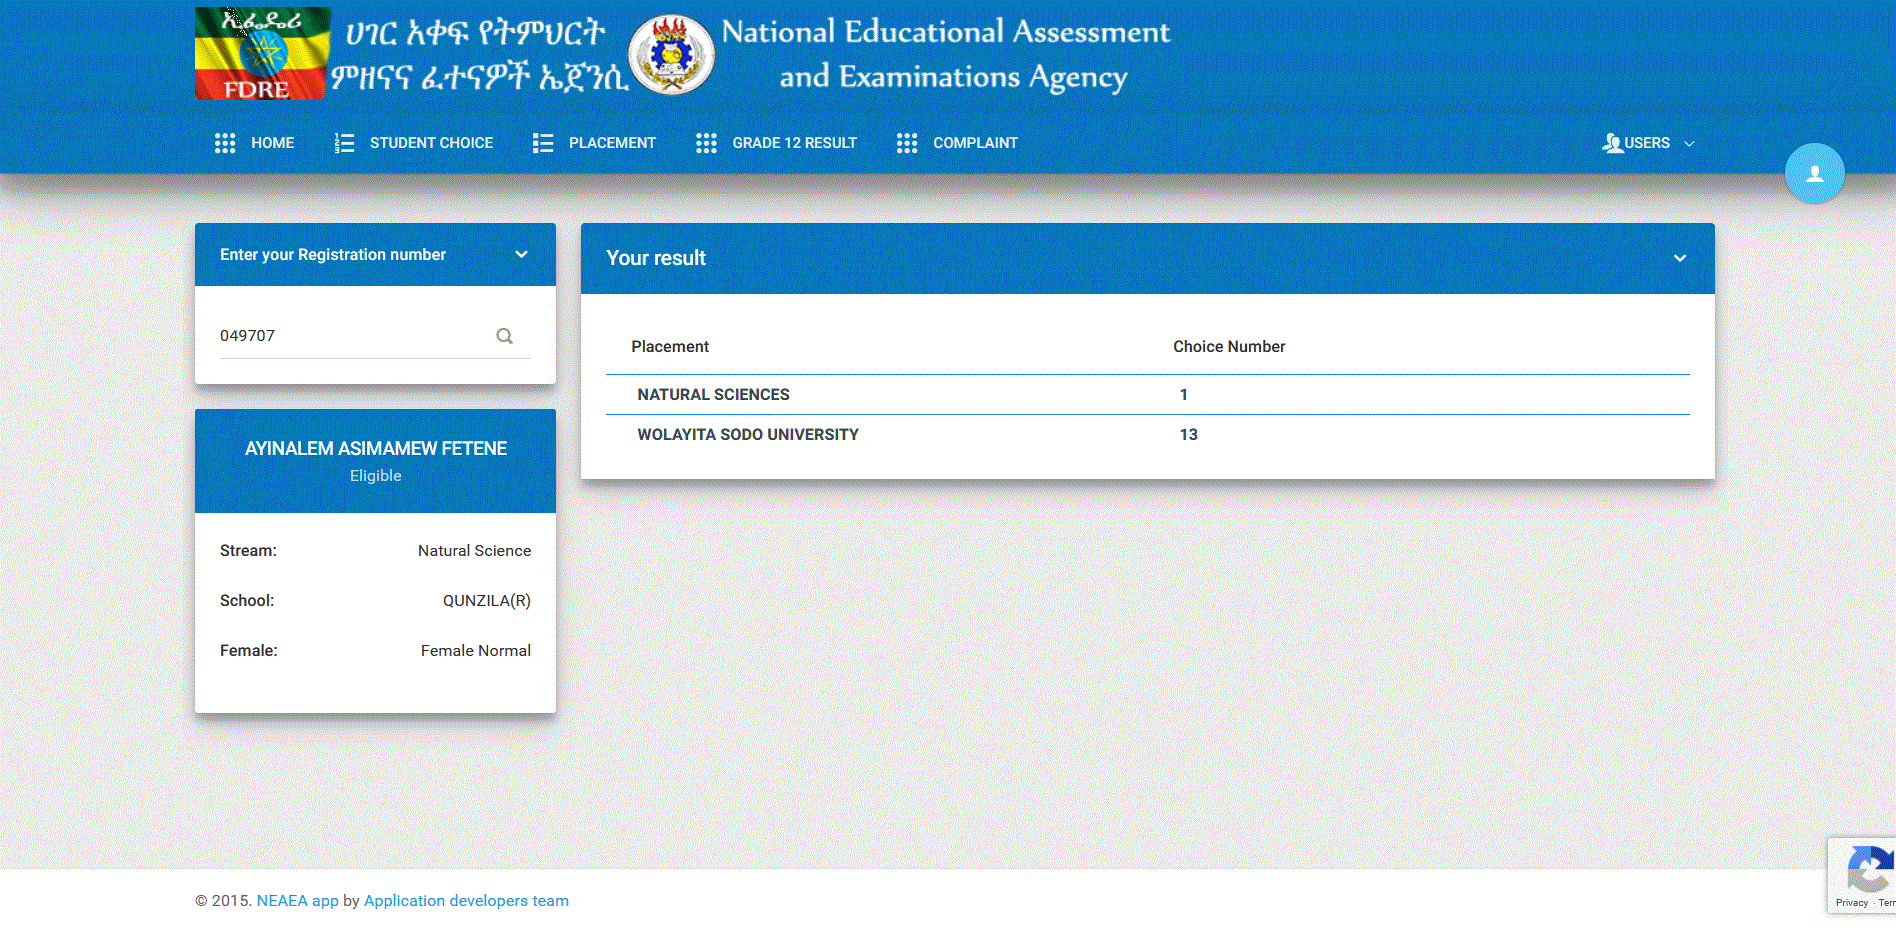 ኢ.ፌ.ዴ.ሪ
FDRE
ሀገር አቀፍ የትምህርት
ምዘናና ፈተናዎች ኤጀንሲ
National Educational Assessment
and Examinations Agency
HOME STUDENT CHOICE PLACEMENT GRADE 12 RESULT COMPLAINT USERS
Enter your Registration number
049707
AYINALEM ASIMAMEW FETENE
Eligible
Stream: Natural Science
School: QUNZILA(R)
Female: Female Normal
Your result
Placement Choice Number
NATURAL SCIENCES 1
WOLAYITA SODO UNIVERSITY 13
© 2015. NEAEA app by Application developers team
Privacy - Ter